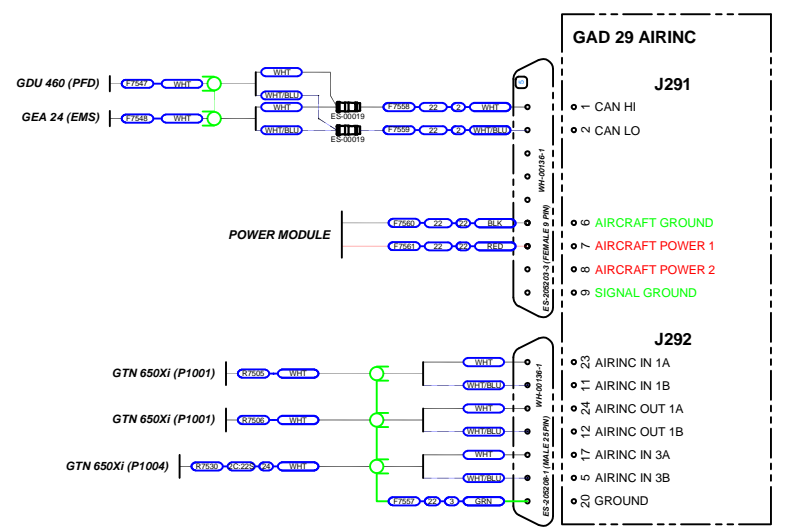 GAD 29 AIRINC
J291
GDU 460 (PFD)
F7547
WHT
WHT
WHT/BLU
GEA 24 (EMS)
F7548
WHT
WHT
WHT/BLU
ES-00019
ES-00019
F7558
22
2
WHT
1 CAN HI
F7559
22
2
WHT/BLU
2 CAN LO
WH-00136-1
ES-205203-3 (FEMALE 9 PIN)
POWER MODULE
F7560
22
22
BLK
6 AIRCRAFT GROUND
F7561
22
22
RED
7 AIRCRAFT POWER 1
8 AIRCRAFT POWER 2
9 SIGNAL GROUND
J292
GTN 650Xi (P1001)
R7505
WHT
WHT
23 AIRINC IN 1A
WHT/BLU
11 AIRINC IN 1B
GTN 650Xi (P1001)
R7506
WHT
WHT
24 AIRINC OUT 1A
WHT/BLU
12 AIRINC OUT 1B
GTN 650Xi (P1004)
R7530
2C:22S
24
WHT
WHT
17 AIRINC IN 3A
WHT/BLU
5 AIRINC IN 3B
F7557
22
3
GRN
20 GROUND
WH-00136-1
ES-205208-1 (MALE 25 PIN)